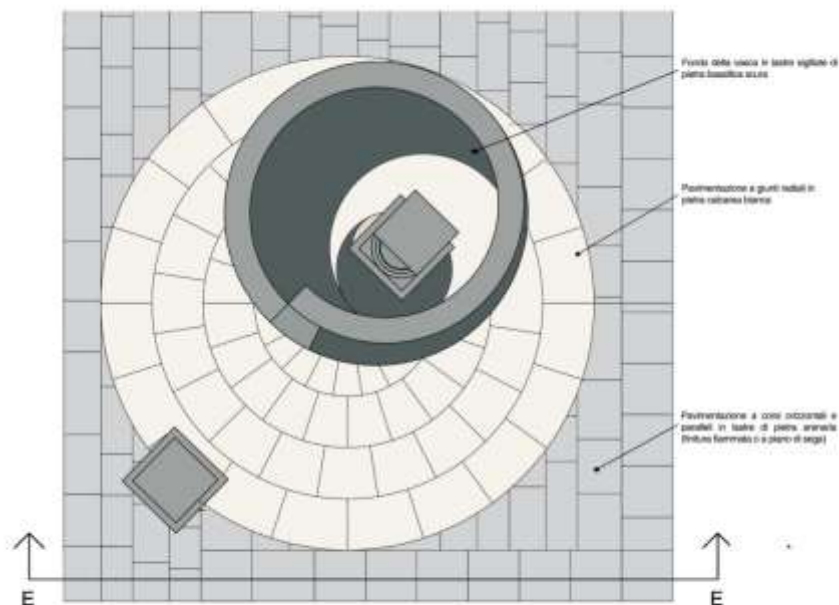 Fondo della vasca in lastre sigillate di
pietra basaltica scura
Pavimentazione a giunti radiali in
pietra calcarea bianca
Pavimentazione a corsi orizzontali e
paralleli in lastre di pietra arenaria
(finitura fiammata o a piano di sega)
E
E